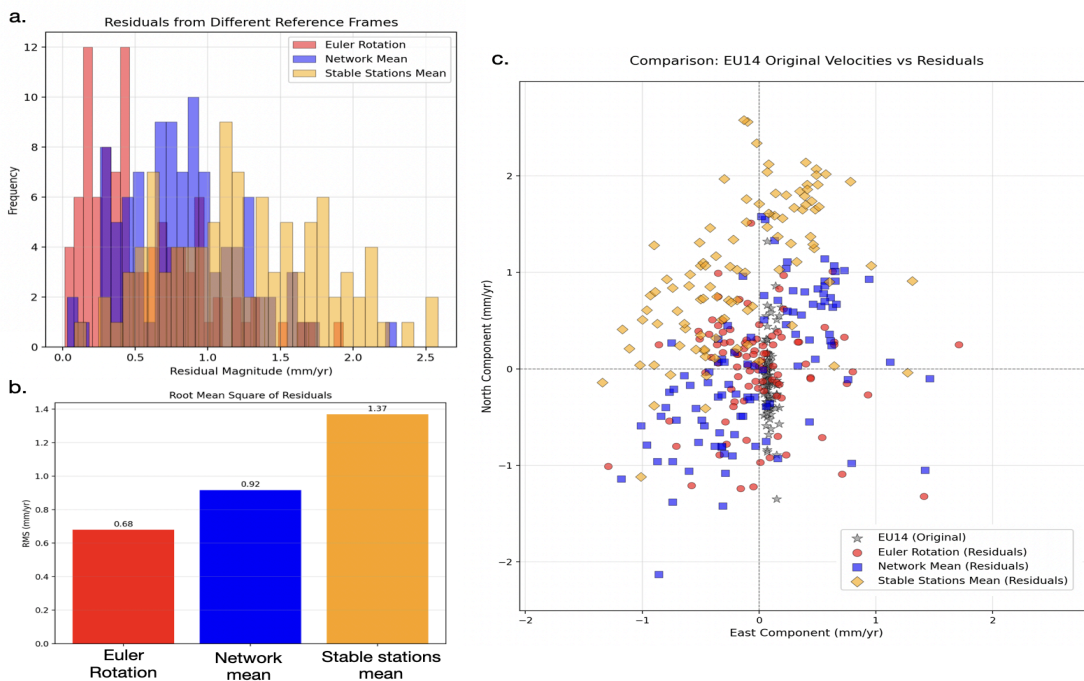 a.
Residuals from Different Reference Frames
Euler Rotation
Network Mean
Stable Stations Mean
12
10
8
6
4
2
0
Frequency
0.0 0.5 1.0 1.5 2.0 2.5
Residual Magnitude (mm/yr)
b.
Root Mean Square of Residuals
1.4
1.2
1.0
0.8
0.6
0.4
0.2
0.0
RMS (mm/yr)
0.68
0.92
1.37
Euler
Rotation
Network
mean
Stable stations
mean
c.
Comparison: EU14 Original Velocities vs Residuals
2
1
0
−1
−2
North Component (mm/yr)
EU14 (Original)
Euler Rotation (Residuals)
Network Mean (Residuals)
Stable Stations Mean (Residuals)
−2 −1 0 1 2
East Component (mm/yr)